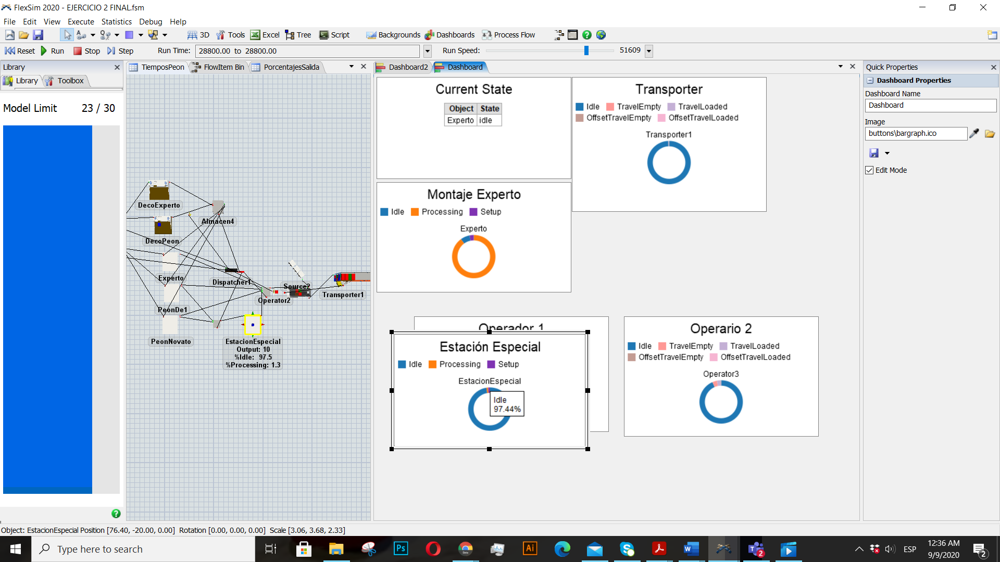 FlexSim 2020 - EJERCICIO 2 FINAL.fsm
File Edit View Execute Statistics Debug Help
3D Tools Excel Tree Script Backgrounds Dashboards Process Flow
Reset Run Stop Step Run Time: 28800.00 to 28800.00 Run Speed: 51609
Library
Library Toolbox
Model Limit 23 / 30
TiemposPeon FlowItem Bin PorcentajesSalida
DecoExperto
Almacen4
DecoPeon
Experto
Dispatcher1
Source2
Transporter1
Operator2
PeonDe1
PeonNovato
EstacionEspecial
Output: 10
%Idle: 97.5
%Processing: 1.3
Dashboard2 Dashboard
Current State
Object State
Experto idle
Transporter
Idle TravelEmpty TravelLoaded
OffsetTravelEmpty OffsetTravelLoaded
Transporter1
Montaje Experto
Idle Processing Setup
Experto
Operador 1
Estación Especial
Idle Processing Setup
EstacionEspecial
Idle
97.44%
Operario 2
Idle TravelEmpty TravelLoaded
OffsetTravelEmpty OffsetTravelLoaded
Operator3
Quick Properties
Dashboard Properties
Dashboard Name
Dashboard
Image
buttons\bargraph.ico
Edit Mode
Object: EstacionEspecial Position [76.40, -20.00, 0.00] Rotation [0.00, 0.00, 0.00] Scale [3.06, 3.68, 2.33]
Type here to search
Ps
Ai
W
2
ESP
12:36 AM
9/9/2020
2